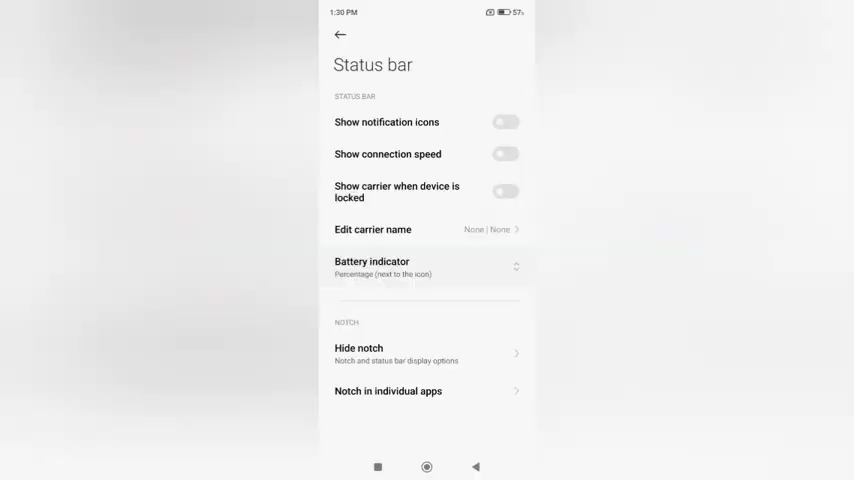 1:30 PM 57%
Status bar
STATUS BAR
Show notification icons
Show connection speed
Show carrier when device is
locked
Edit carrier name None | None
Battery indicator
Percentage (next to the icon)
NOTCH
Hide notch
Notch and status bar display options
Notch in individual apps